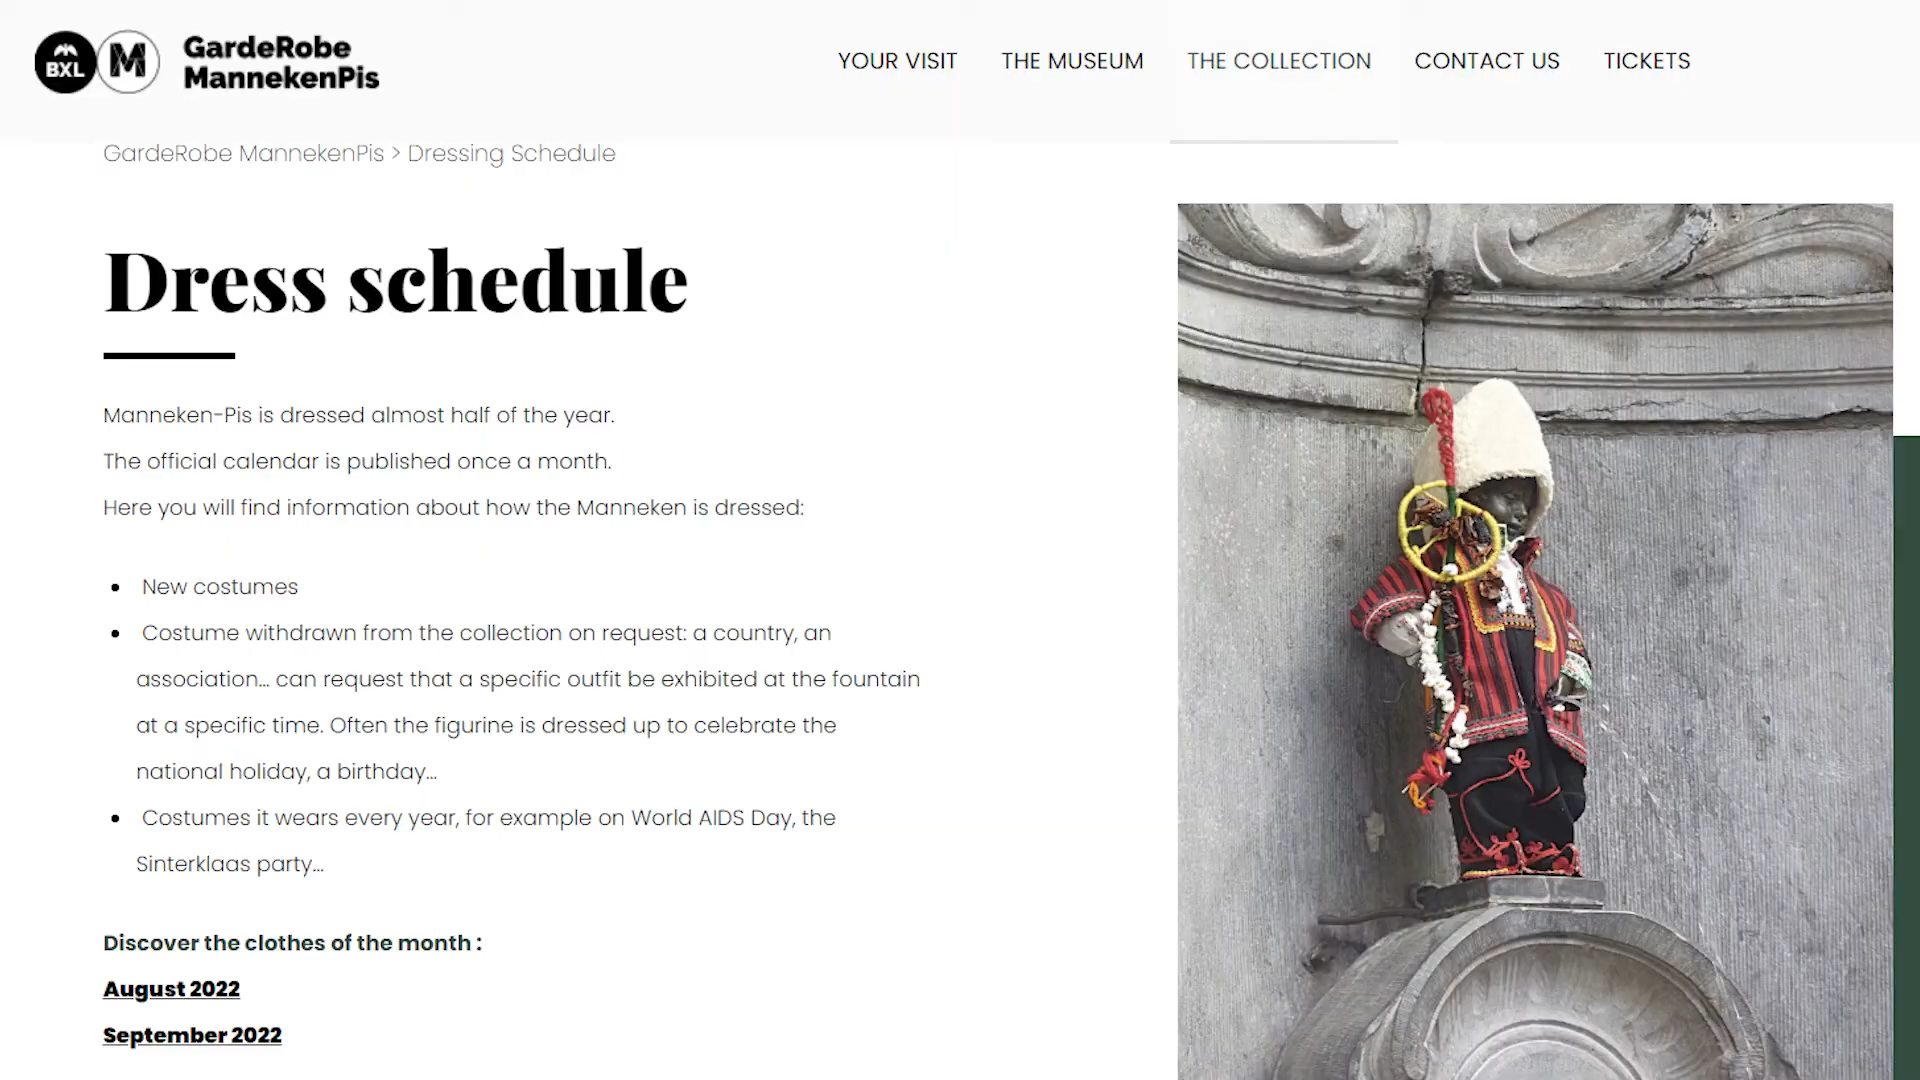 BXL
M
GardeRobe
MannekenPis
YOUR VISIT
THE MUSEUM
THE COLLECTION
CONTACT US
TICKETS
GardeRobe MannekenPis > Dressing Schedule
Dress schedule
Manneken-Pis is dressed almost half of the year.
The official calendar is published once a month.
Here you will find information about how the Manneken is dressed:
• New costumes
• Costume withdrawn from the collection on request: a country, an
association... can request that a specific outfit be exhibited at the fountain
at a specific time. Often the figurine is dressed up to celebrate the
national holiday, a birthday...
• Costumes it wears every year, for example on World AIDS Day, the
Sinterklaas party...
Discover the clothes of the month :
August 2022
September 2022